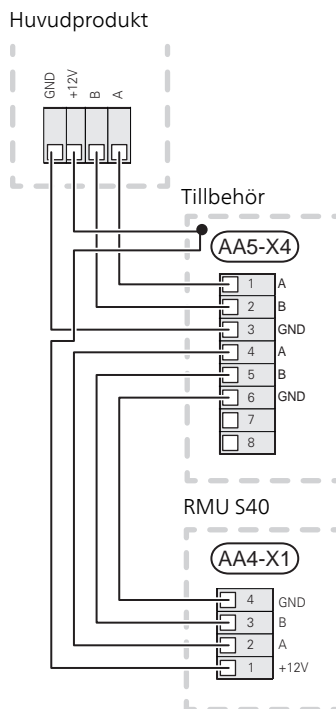 Huvudprodukt
GND
+12V
B
A
Tillbehör
AA5-X4
1 A
2 B
3 GND
4 A
5 B
6 GND
7
8
RMU S40
AA4-X1
4 GND
3 B
2 A
1 +12V